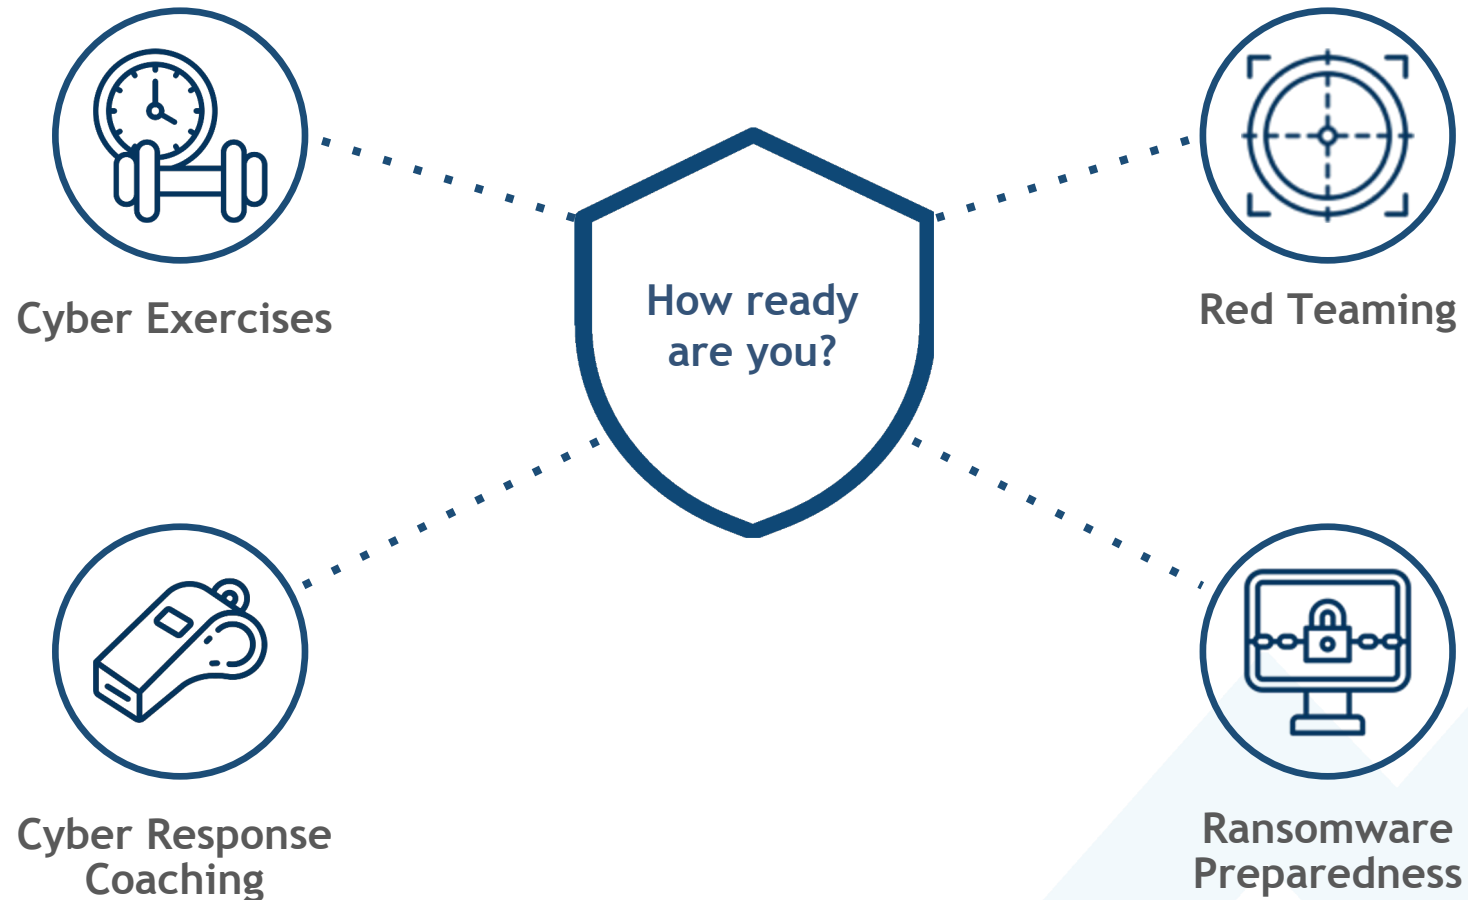 Cyber Exercises
Red Teaming
How ready
are you?
Cyber Response
Coaching
Ransomware
Preparedness